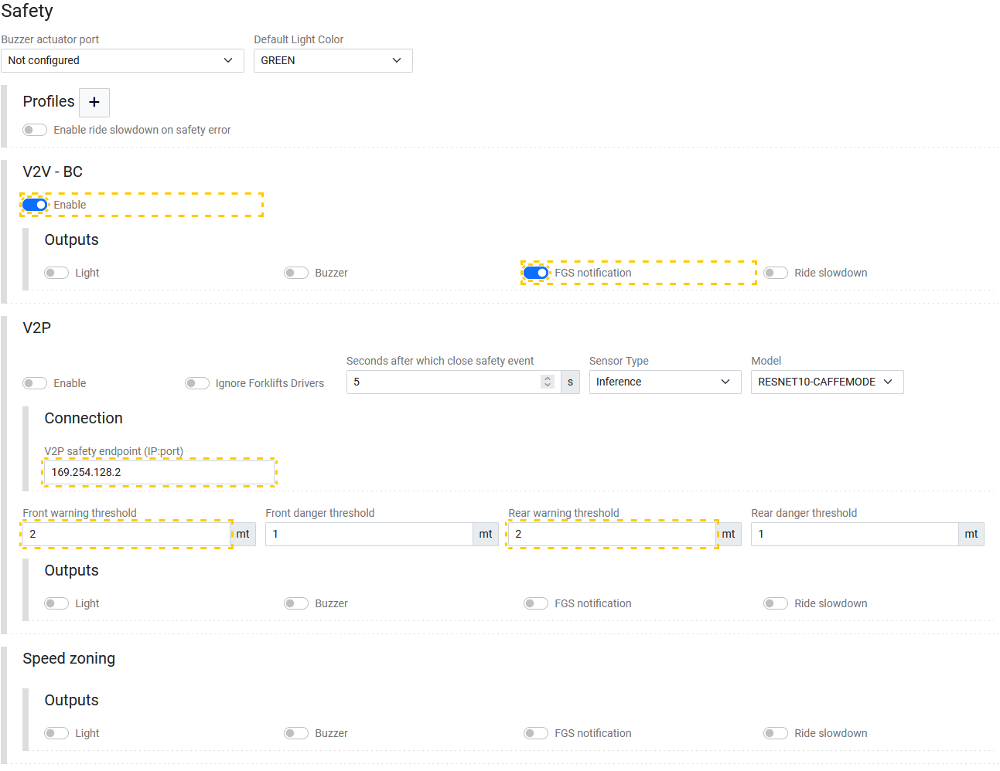 Safety
Buzzer actuator port
Default Light Color
Not configured
GREEN
Profiles +
Enable ride slowdown on safety error
V2V - BC
Enable
Outputs
Light
Buzzer
FGS notification
Ride slowdown
V2P
Seconds after which close safety event
Sensor Type
Model
Enable
Ignore Forklifts Drivers
5 s
Inference
RESNET10-CAFFEMODE
Connection
V2P safety endpoint (IP:port)
169.254.128.2
Front warning threshold
Front danger threshold
Rear warning threshold
Rear danger threshold
2 mt
1 mt
2 mt
1 mt
Outputs
Light
Buzzer
FGS notification
Ride slowdown
Speed zoning
Outputs
Light
Buzzer
FGS notification
Ride slowdown